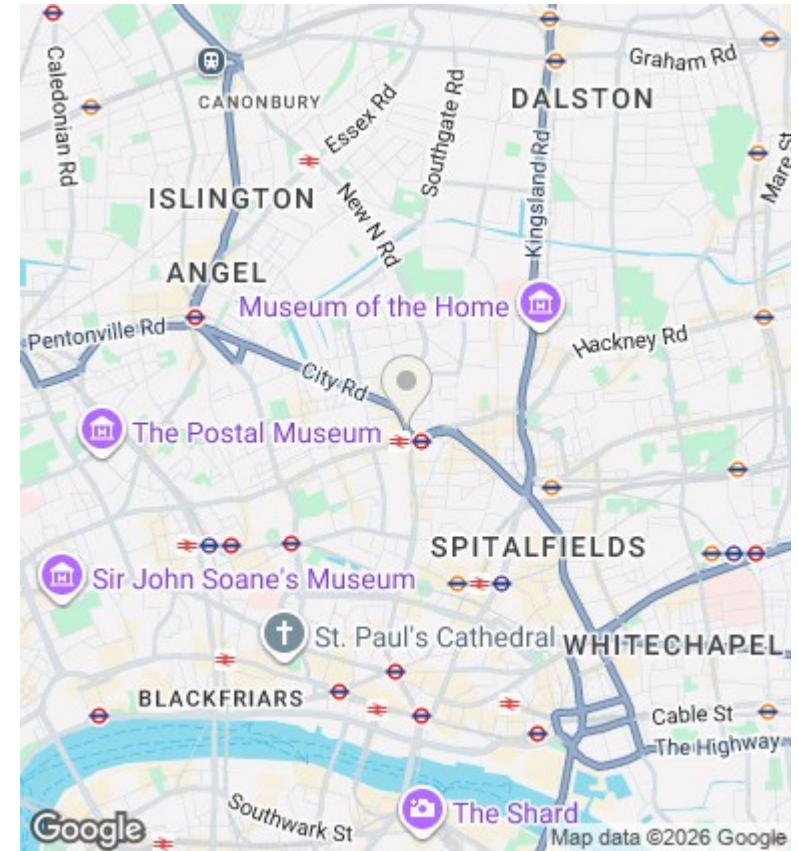 Caledonian Rd
CANONBURY
Essex Rd
Southgate Rd
Graham Rd
DALSTON
Mare St
ISLINGTON
New N Rd
Kingsland Rd
ANGEL
Museum of the Home
Pentonville Rd
City Rd
Hackney Rd
The Postal Museum
SPITALFIELDS
Sir John Soane's Museum
St. Paul's Cathedral
WHITECHAPEL
BLACKFRIARS
Cable St
The Highway
Southwark St
The Shard
Google
Map data ©2026 Google